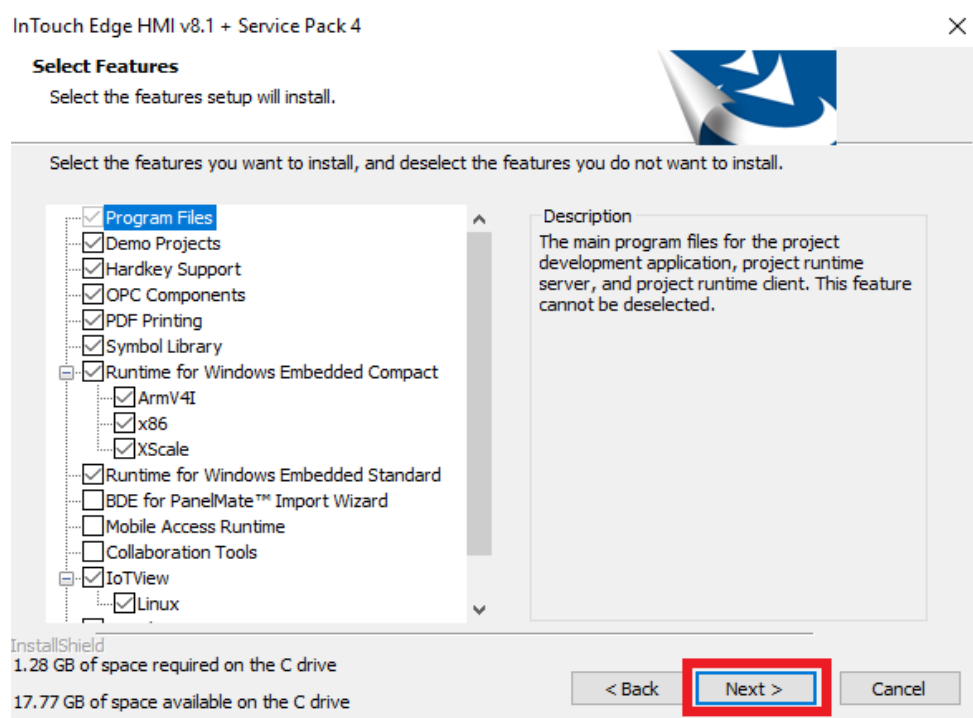 InTouch Edge HMI v8.1 + Service Pack 4
Select Features
Select the features setup will install.
Select the features you want to install, and deselect the features you do not want to install.
Program Files
Demo Projects
Hardkey Support
OPC Components
PDF Printing
Symbol Library
Runtime for Windows Embedded Compact
ArmV4I
x86
XScale
Runtime for Windows Embedded Standard
BDE for PanelMate™ Import Wizard
Mobile Access Runtime
Collaboration Tools
IoTView
Linux
Description
The main program files for the project
development application, project runtime
server, and project runtime client. This feature
cannot be deselected.
InstallShield
1.28 GB of space required on the C drive
17.77 GB of space available on the C drive
< Back
Next >
Cancel